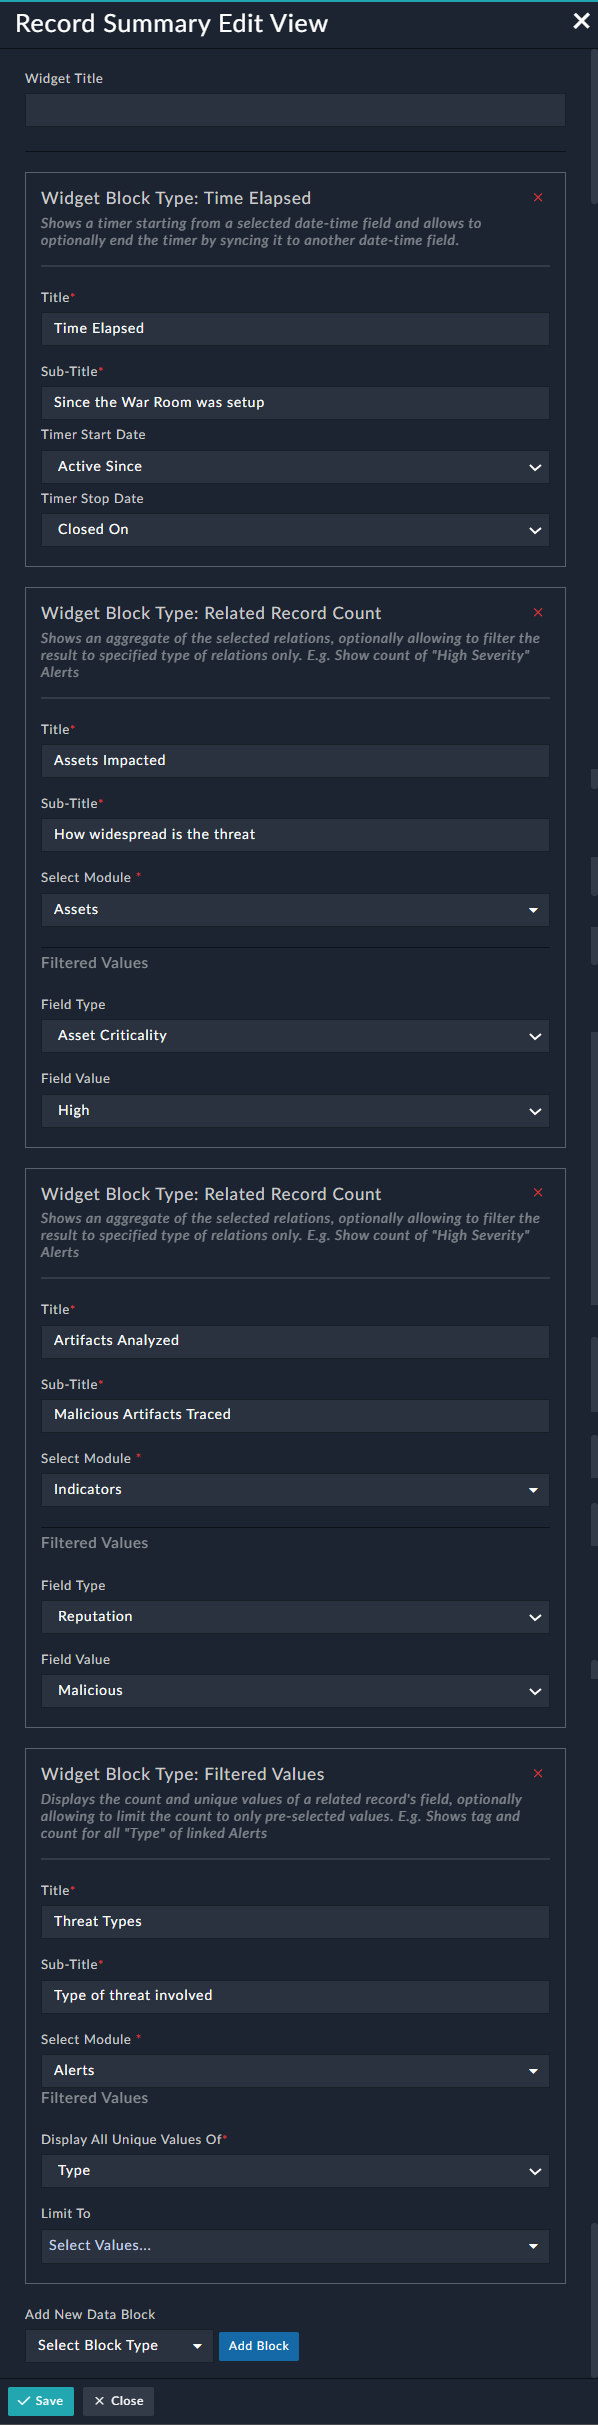 Record Summary Edit View
Widget Title
Widget Block Type: Time Elapsed
Shows a timer starting from a selected date-time field and allows to
optionally end the timer by syncing it to another date-time field.
Title*
Time Elapsed
Sub-Title*
Since the War Room was setup
Timer Start Date
Active Since
Timer Stop Date
Closed On
Widget Block Type: Related Record Count
Shows an aggregate of the selected relations, optionally allowing to filter the
result to specified type of relations only. E.g. Show count of "High Severity"
Alerts
Title*
Assets Impacted
Sub-Title*
How widespread is the threat
Select Module *
Assets
Filtered Values
Field Type
Asset Criticality
Field Value
High
Widget Block Type: Related Record Count
Shows an aggregate of the selected relations, optionally allowing to filter the
result to specified type of relations only. E.g. Show count of "High Severity"
Alerts
Title*
Artifacts Analyzed
Sub-Title*
Malicious Artifacts Traced
Select Module *
Indicators
Filtered Values
Field Type
Reputation
Field Value
Malicious
Widget Block Type: Filtered Values
Displays the count and unique values of a related record's field, optionally
allowing to limit the count to only pre-selected values. E.g. Shows tag and
count for all "Type" of linked Alerts
Title*
Threat Types
Sub-Title*
Type of threat involved
Select Module *
Alerts
Filtered Values
Display All Unique Values Of*
Type
Limit To
Select Values...
Add New Data Block
Select Block Type Add Block
Save Close